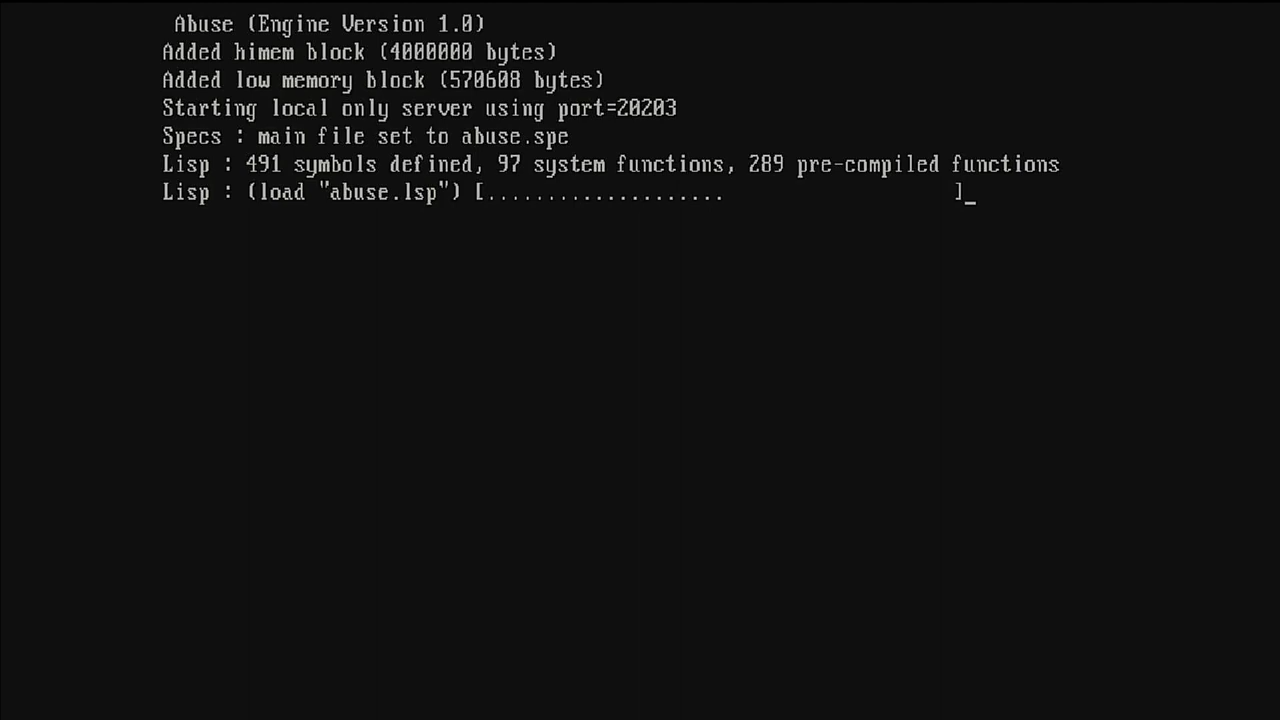 Abuse (Engine Version 1.0)
Added himem block (4000000 bytes)
Added low memory block (570608 bytes)
Starting local only server using port=20203
Specs : main file set to abuse.spe
Lisp : 491 symbols defined, 97 system functions, 289 pre-compiled functions
Lisp : (load "abuse.lsp") [....................                   ]_